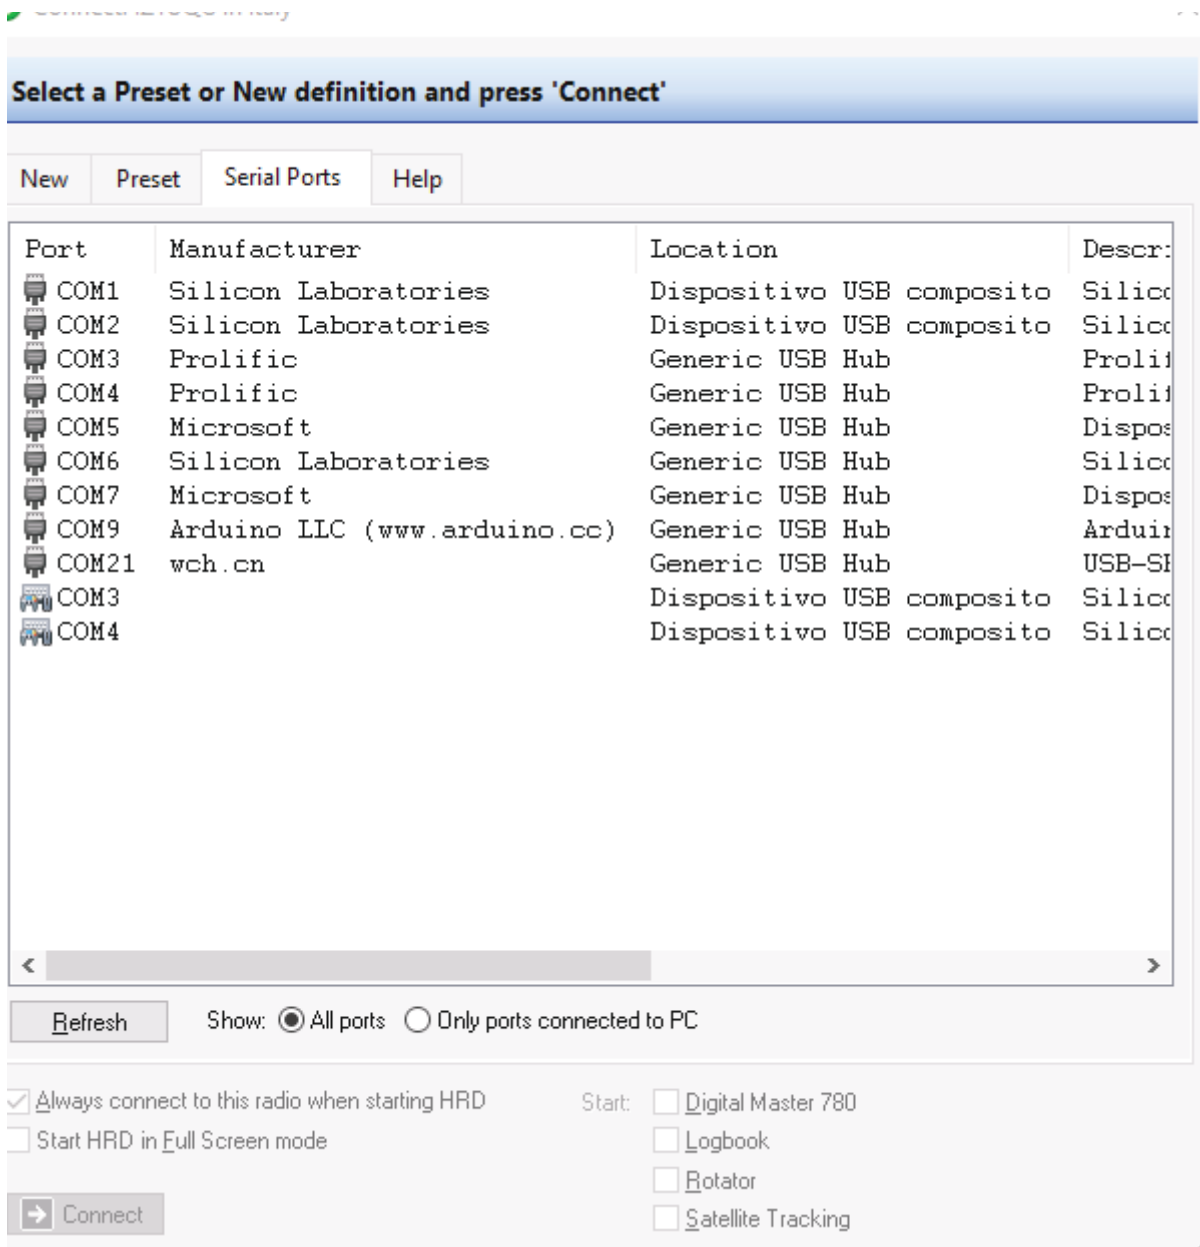 Select a Preset or New definition and press 'Connect'
New Preset Serial Ports Help
Port Manufacturer Location
COM1 Silicon Laboratories Dispositivo USB composito
COM2 Silicon Laboratories Dispositivo USB composito
COM3 Prolific Generic USB Hub
COM4 Prolific Generic USB Hub
COM5 Microsoft Generic USB Hub
COM6 Silicon Laboratories Generic USB Hub
COM7 Microsoft Generic USB Hub
COM9 Arduino LLC (www.arduino.cc) Generic USB Hub
COM21 wch.cn Generic USB Hub
COM3 Dispositivo USB composito
COM4 Dispositivo USB composito
Refresh Show: All ports Only ports connected to PC
Always connect to this radio when starting HRD Start: Digital Master 780
Start HRD in Full Screen mode Logbook
Rotator
Connect Satellite Tracking